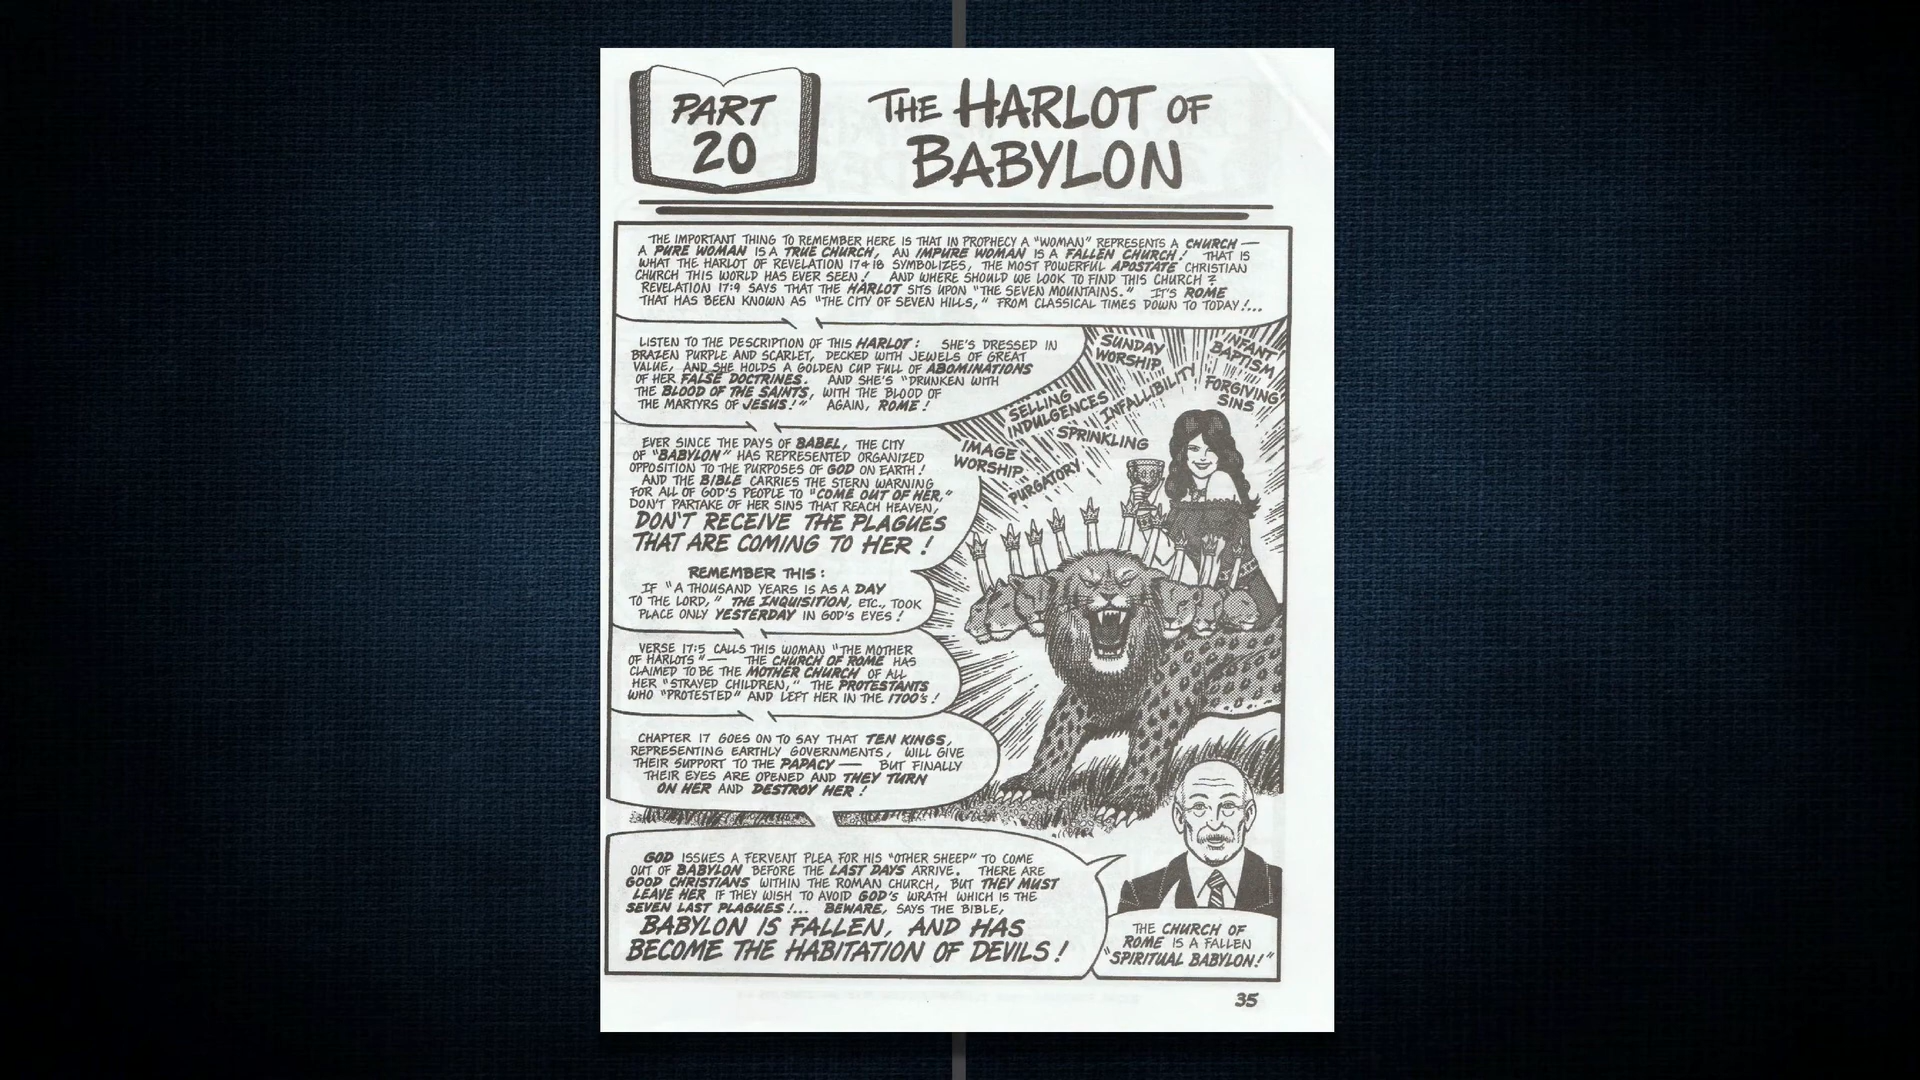 PART
20
THE HARLOT OF
BABYLON
THE IMPORTANT THING TO REMEMBER HERE IS THAT IN PROPHECY A "WOMAN" REPRESENTS A CHURCH—
A PURE WOMAN IS A TRUE CHURCH, AN IMPURE WOMAN IS A FALLEN CHURCH! THAT IS
WHAT THE HARLOT OF REVELATION 17&18 SYMBOLIZES, THE MOST POWERFUL APOSTATE CHRISTIAN
CHURCH THIS WORLD HAS EVER SEEN! AND WHERE SHOULD WE LOOK TO FIND THIS CHURCH?
REVELATION 17:9 SAYS THAT THE HARLOT SITS UPON "THE SEVEN MOUNTAINS." IT'S ROME
THAT HAS BEEN KNOWN AS "THE CITY OF SEVEN HILLS," FROM CLASSICAL TIMES DOWN TO TODAY!...
LISTEN TO THE DESCRIPTION OF THIS HARLOT: SHE'S DRESSED IN
BRAZEN PURPLE AND SCARLET, DECKED WITH JEWELS OF GREAT
VALUE, AND SHE HOLDS A GOLDEN CUP FULL OF ABOMINATIONS
OF HER FALSE DOCTRINES. AND SHE'S "DRUNKEN WITH
THE BLOOD OF THE SAINTS, WITH THE BLOOD OF
THE MARTYRS OF JESUS!" AGAIN, ROME!
SUNDAY
WORSHIP
INFANT
BAPTISM
SELLING
INDULGENCES
INFALLIBILITY
FORGIVING
SINS
IMAGE
WORSHIP
SPRINKLING
PURGATORY
EVER SINCE THE DAYS OF BABEL, THE CITY
OF "BABYLON" HAS REPRESENTED ORGANIZED
OPPOSITION TO THE PURPOSES OF GOD ON EARTH!
AND THE BIBLE CARRIES THE STERN WARNING
FOR ALL OF GOD'S PEOPLE TO "COME OUT OF HER,"
DON'T PARTAKE OF HER SINS THAT REACH HEAVEN,
DON'T RECEIVE THE PLAGUES
THAT ARE COMING TO HER!
REMEMBER THIS:
IF "A THOUSAND YEARS IS AS A DAY
TO THE LORD," THE INQUISITION, ETC., TOOK
PLACE ONLY YESTERDAY IN GOD'S EYES!
VERSE 17:5 CALLS THIS WOMAN "THE MOTHER
OF HARLOTS"— THE CHURCH OF ROME HAS
CLAIMED TO BE THE MOTHER CHURCH OF ALL
HER "STRAYED CHILDREN," THE PROTESTANTS
WHO "PROTESTED" AND LEFT HER IN THE 1700's!
CHAPTER 17 GOES ON TO SAY THAT TEN KINGS,
REPRESENTING EARTHLY GOVERNMENTS, WILL GIVE
THEIR SUPPORT TO THE PAPACY— BUT FINALLY
THEIR EYES ARE OPENED AND THEY TURN
ON HER AND DESTROY HER!
GOD ISSUES A FERVENT PLEA FOR HIS "OTHER SHEEP" TO COME
OUT OF BABYLON BEFORE THE LAST DAYS ARRIVE. THERE ARE
GOOD CHRISTIANS WITHIN THE ROMAN CHURCH, BUT THEY MUST
LEAVE HER IF THEY WISH TO AVOID GOD'S WRATH WHICH IS THE
SEVEN LAST PLAGUES!... BEWARE, SAYS THE BIBLE,
BABYLON IS FALLEN, AND HAS
BECOME THE HABITATION OF DEVILS!
THE CHURCH OF
ROME IS A FALLEN
"SPIRITUAL BABYLON!"
35